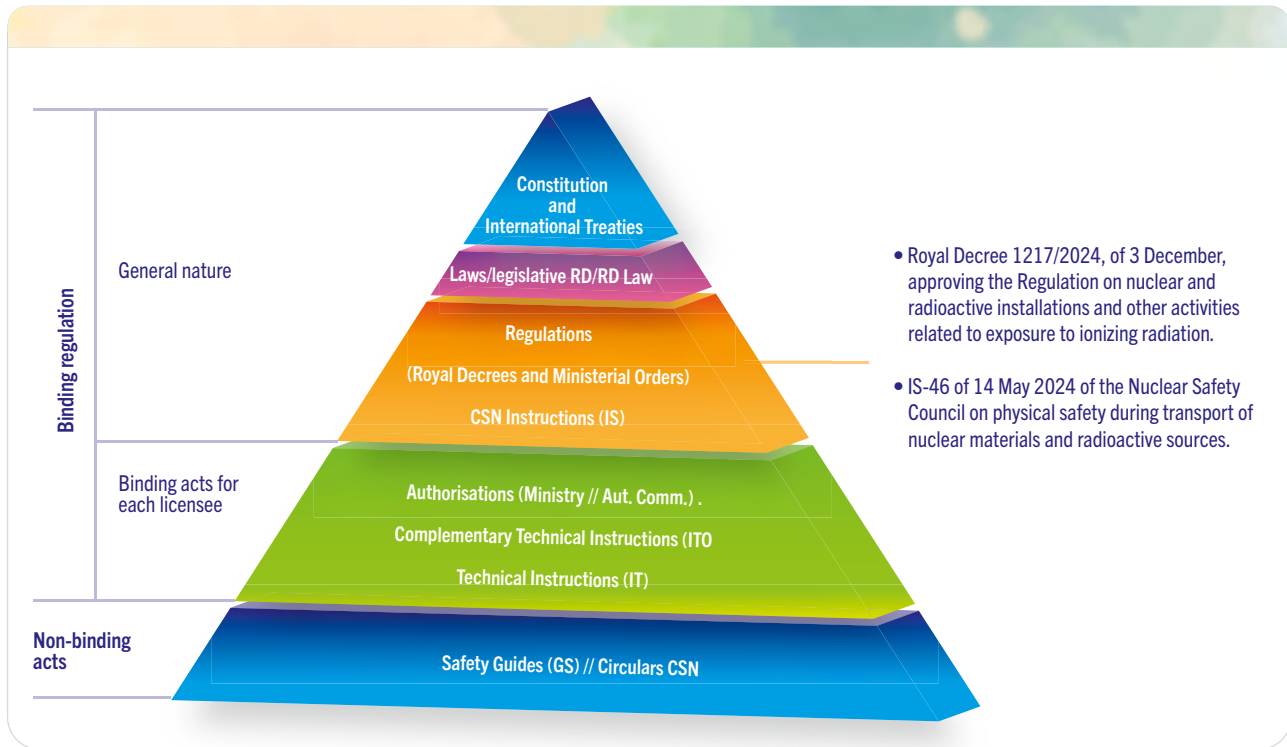 Binding regulation
General nature
Binding acts for
each licensee
Non-binding
acts
Constitution
and
International Treaties
Laws/legislative RD/RD Law
Regulations
(Royal Decrees and Ministerial Orders)
CSN Instructions (IS)
Authorisations (Ministry // Aut. Comm.) .
Complementary Technical Instructions (ITO
Technical Instructions (IT)
Safety Guides (GS) // Circulars CSN
• Royal Decree 1217/2024, of 3 December,
approving the Regulation on nuclear and
radioactive installations and other activities
related to exposure to ionizing radiation.
• IS-46 of 14 May 2024 of the Nuclear Safety
Council on physical safety during transport of
nuclear materials and radioactive sources.